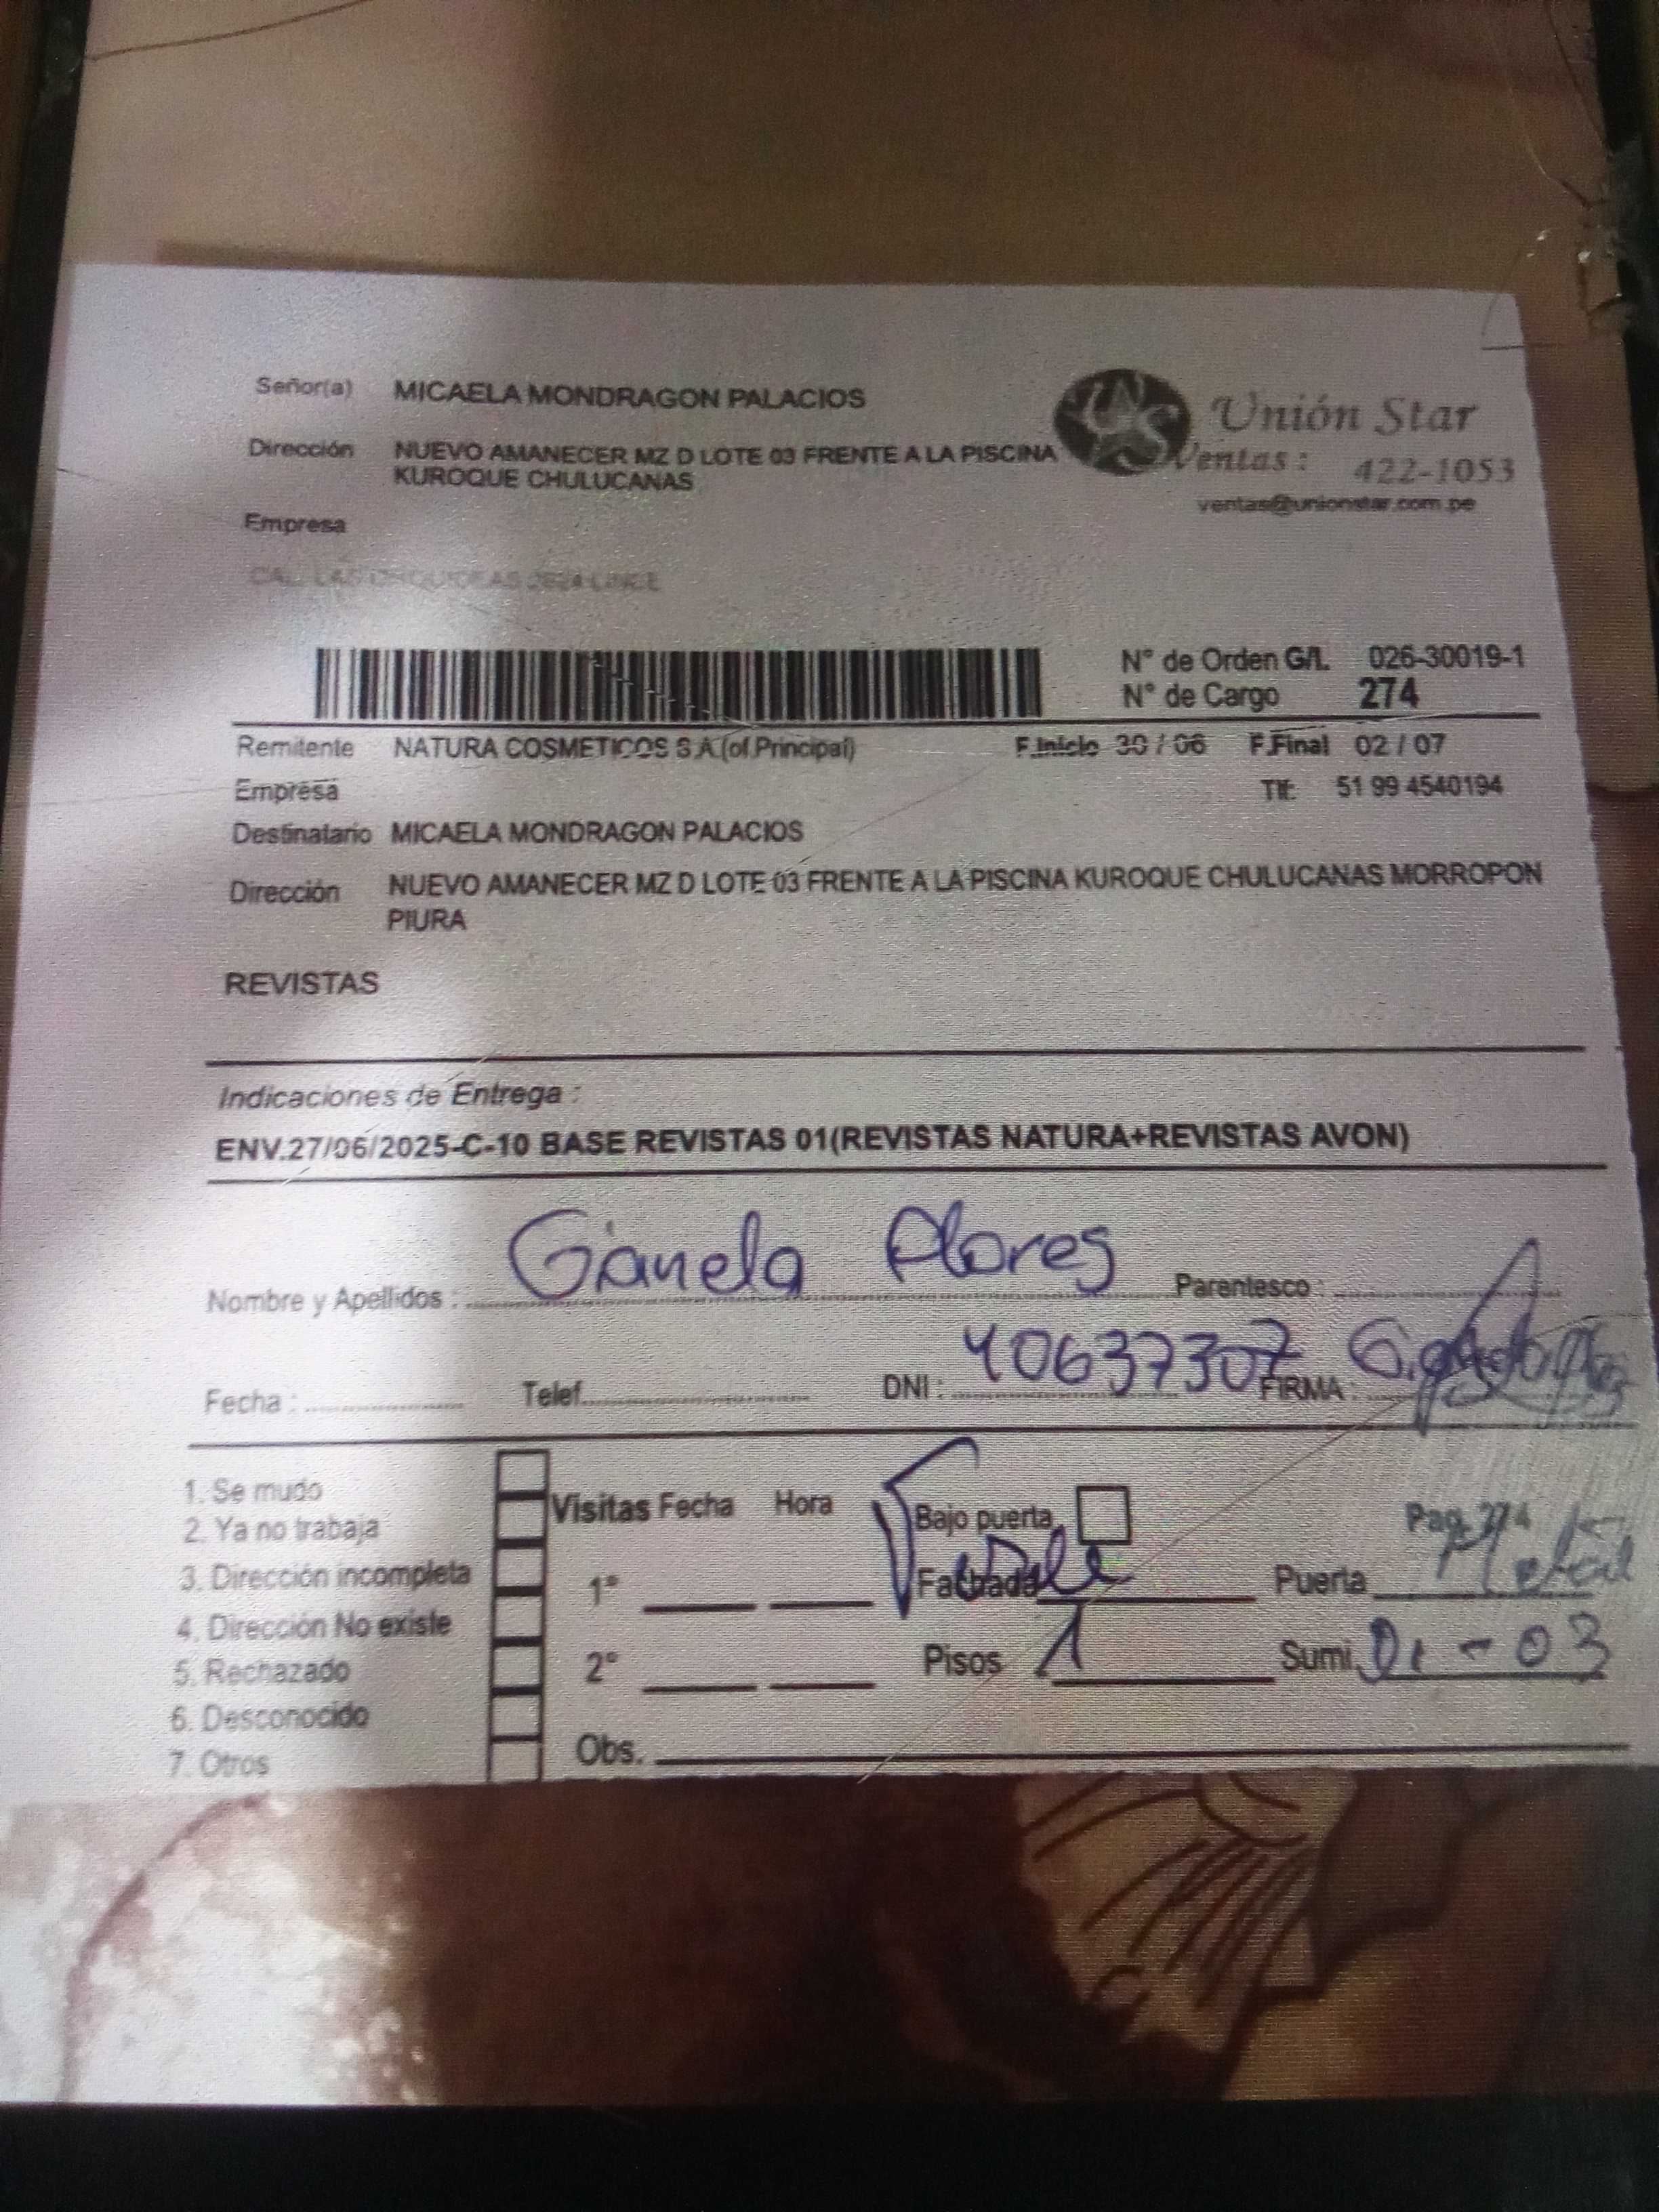 Señor(a) MICAELA MONDRAGON PALACIOS
Unión Star
Dirección NUEVO AMANECER MZ D LOTE 03 FRENTE A LA PISCINA
KUROQUE CHULUCANAS
Ventas : 422-1053
ventas@unionstar.com.pe
Empresa
N° de Orden G/L 026-30019-1
N° de Cargo 274
Remitente NATURA COSMETICOS S.A.(of.Principal) F.Inicio 30 / 06 F.Final 02 / 07
Empresa Tlf: 51 99 4540194
Destinatario MICAELA MONDRAGON PALACIOS
Dirección NUEVO AMANECER MZ D LOTE 03 FRENTE A LA PISCINA KUROQUE CHULUCANAS MORROPON
PIURA
REVISTAS
Indicaciones de Entrega :
ENV.27/06/2025-C-10 BASE REVISTAS 01(REVISTAS NATURA+REVISTAS AVON)
Nombre y Apellidos : Gianela Flores Parentesco :
Fecha : Telef. DNI : 40637307 FIRMA :
1. Se mudo
2. Ya no trabaja
3. Dirección incompleta
4. Dirección No existe
5. Rechazado
6. Desconocido
7. Otros
Visitas Fecha Hora
1°
2°
Obs.
Bajo puerta Pag. 274
Fachada Puerta
Pisos 1 Sumi.